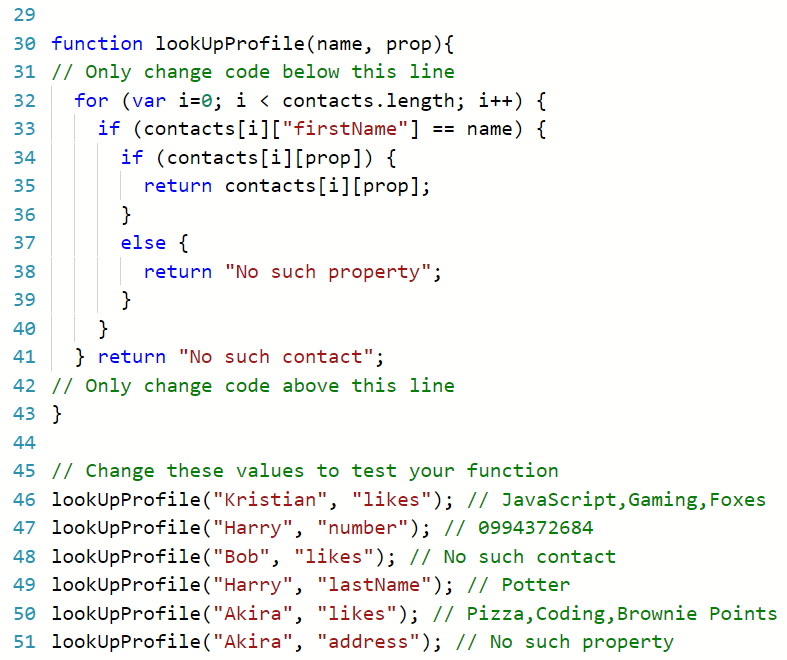 29
30 function lookUpProfile(name, prop){
31 // Only change code below this line
32   for (var i=0; i < contacts.length; i++) {
33     if (contacts[i]["firstName"] == name) {
34       if (contacts[i][prop]) {
35         return contacts[i][prop];
36       }
37       else {
38         return "No such property";
39       }
40     }
41   } return "No such contact";
42 // Only change code above this line
43 }
44
45 // Change these values to test your function
46 lookUpProfile("Kristian", "likes"); // JavaScript,Gaming,Foxes
47 lookUpProfile("Harry", "number"); // 0994372684
48 lookUpProfile("Bob", "likes"); // No such contact
49 lookUpProfile("Harry", "lastName"); // Potter
50 lookUpProfile("Akira", "likes"); // Pizza,Coding,Brownie Points
51 lookUpProfile("Akira", "address"); // No such property